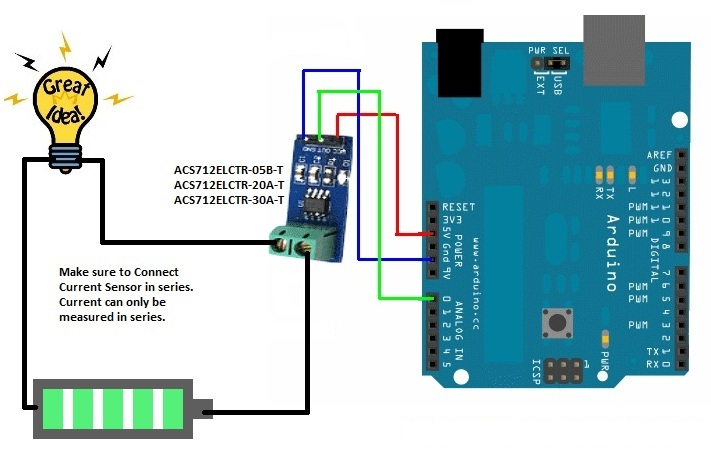 Great
Idea!
ACS712ELCTR-05B-T
ACS712ELCTR-20A-T
ACS712ELCTR-30A-T
Make sure to Connect
Current Sensor in series.
Current can only be
measured in series.
VCC OUT GND
PWR SEL
EXT
USB
AREF
GND
13
12
11
10
9
8
PWM
PWM
PWM
7
6
5
4
3
2
1
0
PWM
PWM
PWM
TX
RX
DIGITAL
RX
TX
L
Arduino
www.arduino.cc
RESET
3V3
5V
Gnd
9V
POWER
0
1
2
3
4
5
ANALOG IN
ICSP
PWR